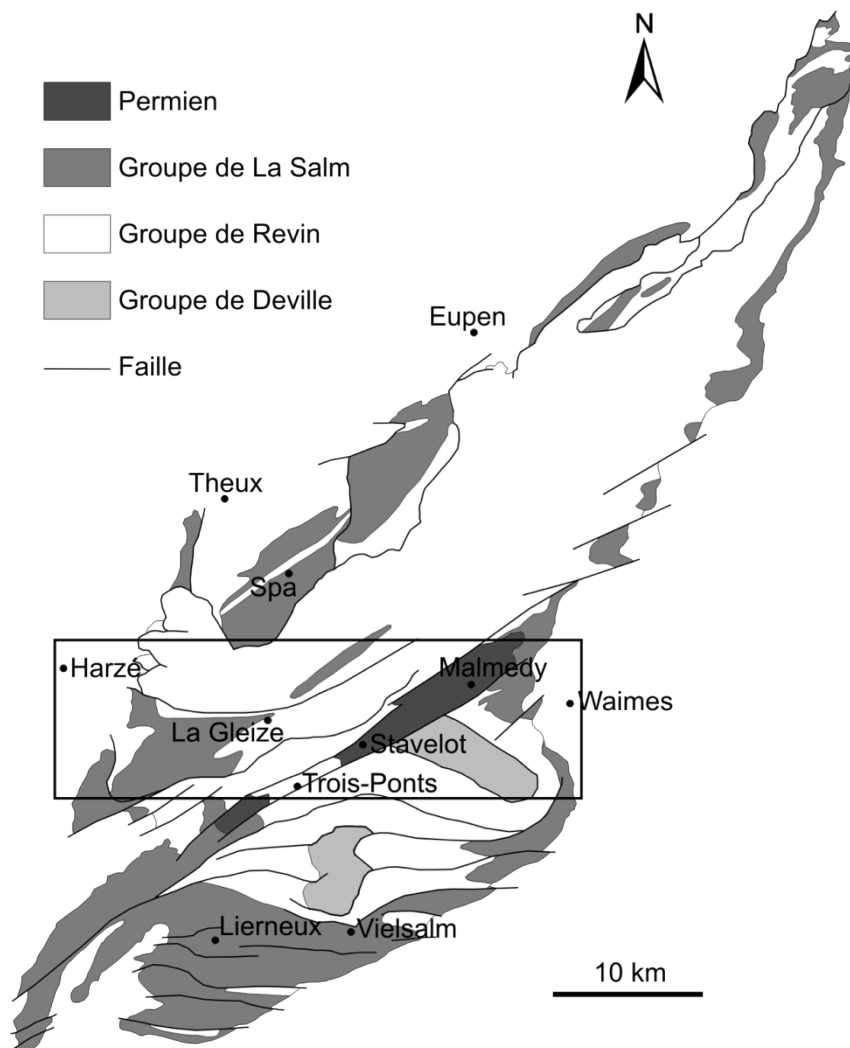 N
Permien
Groupe de La Salm
Groupe de Revin
Groupe de Deville
Faille
Eupen
Theux
Spa
Harzé
Malmedy
Waimes
La Gleize
Stavelot
Trois-Ponts
Lierneux
Vielsalm
10 km